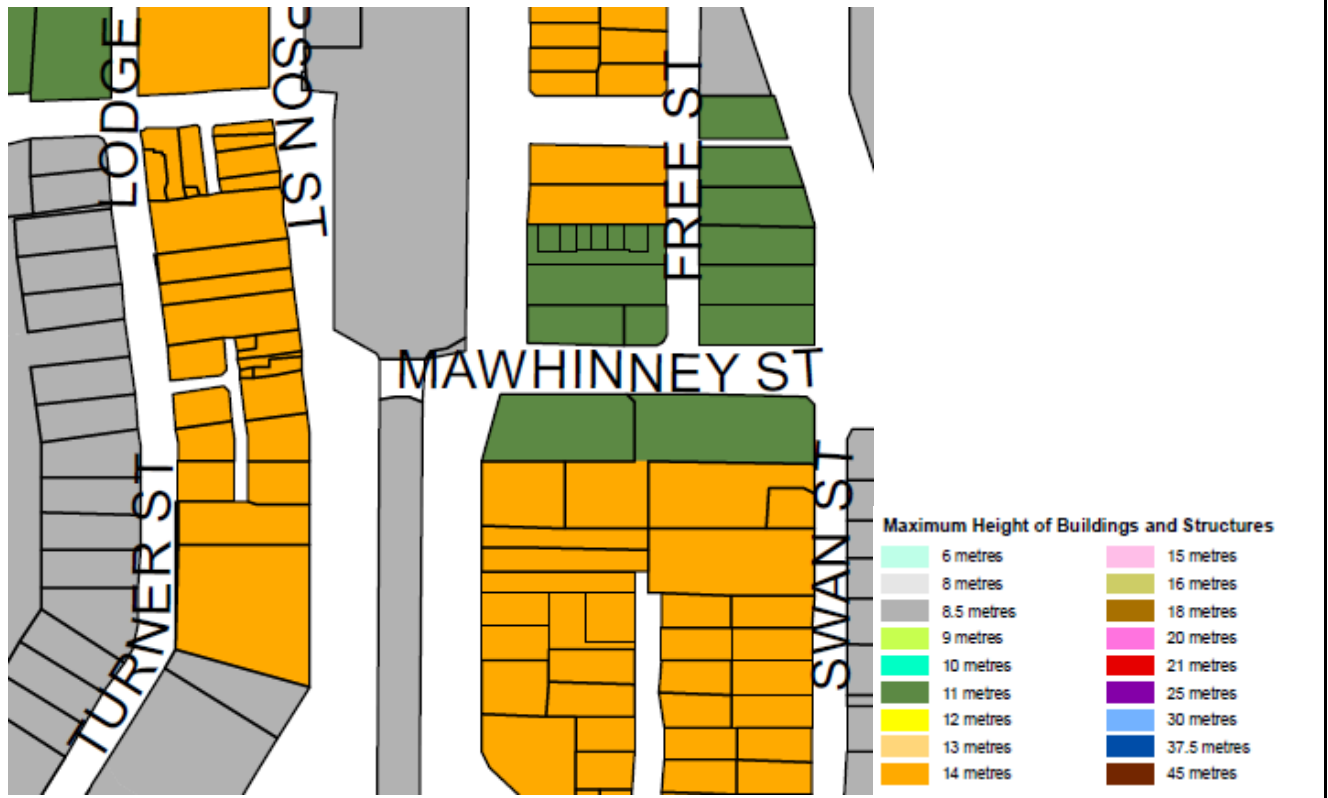 LODGE
SON ST
FREE ST
MAWHINNEY ST
TURNER ST
SWAN ST
Maximum Height of Buildings and Structures
6 metres
8 metres
8.5 metres
9 metres
10 metres
11 metres
12 metres
13 metres
14 metres
15 metres
16 metres
18 metres
20 metres
21 metres
25 metres
30 metres
37.5 metres
45 metres